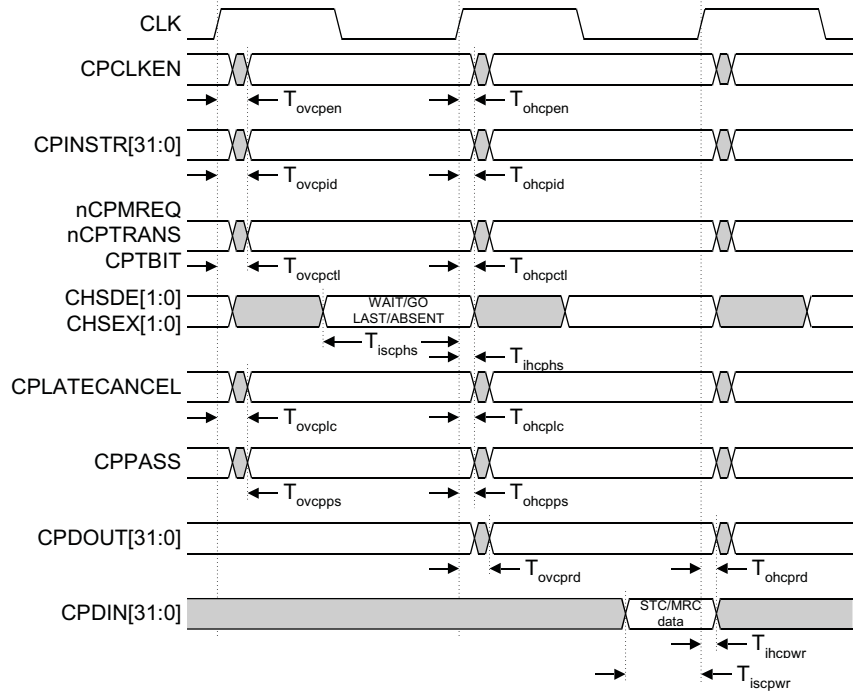 CLK
CPCLKEN
Tovcpen
Tohcpen
CPINSTR[31:0]
Tovcpid
Tohcpid
nCPMREQ
nCPTRANS
CPTBIT
Tovcpctl
Tohcpctl
CHSDE[1:0]
CHSEX[1:0]
WAIT/GO
LAST/ABSENT
Tiscphs
Tihcphs
CPLATECANCEL
Tovcplc
Tohcplc
CPPASS
Tovcpps
Tohcpps
CPDOUT[31:0]
Tovcprd
Tohcprd
CPDIN[31:0]
STC/MRC
data
Tihcpwr
Tiscpwr